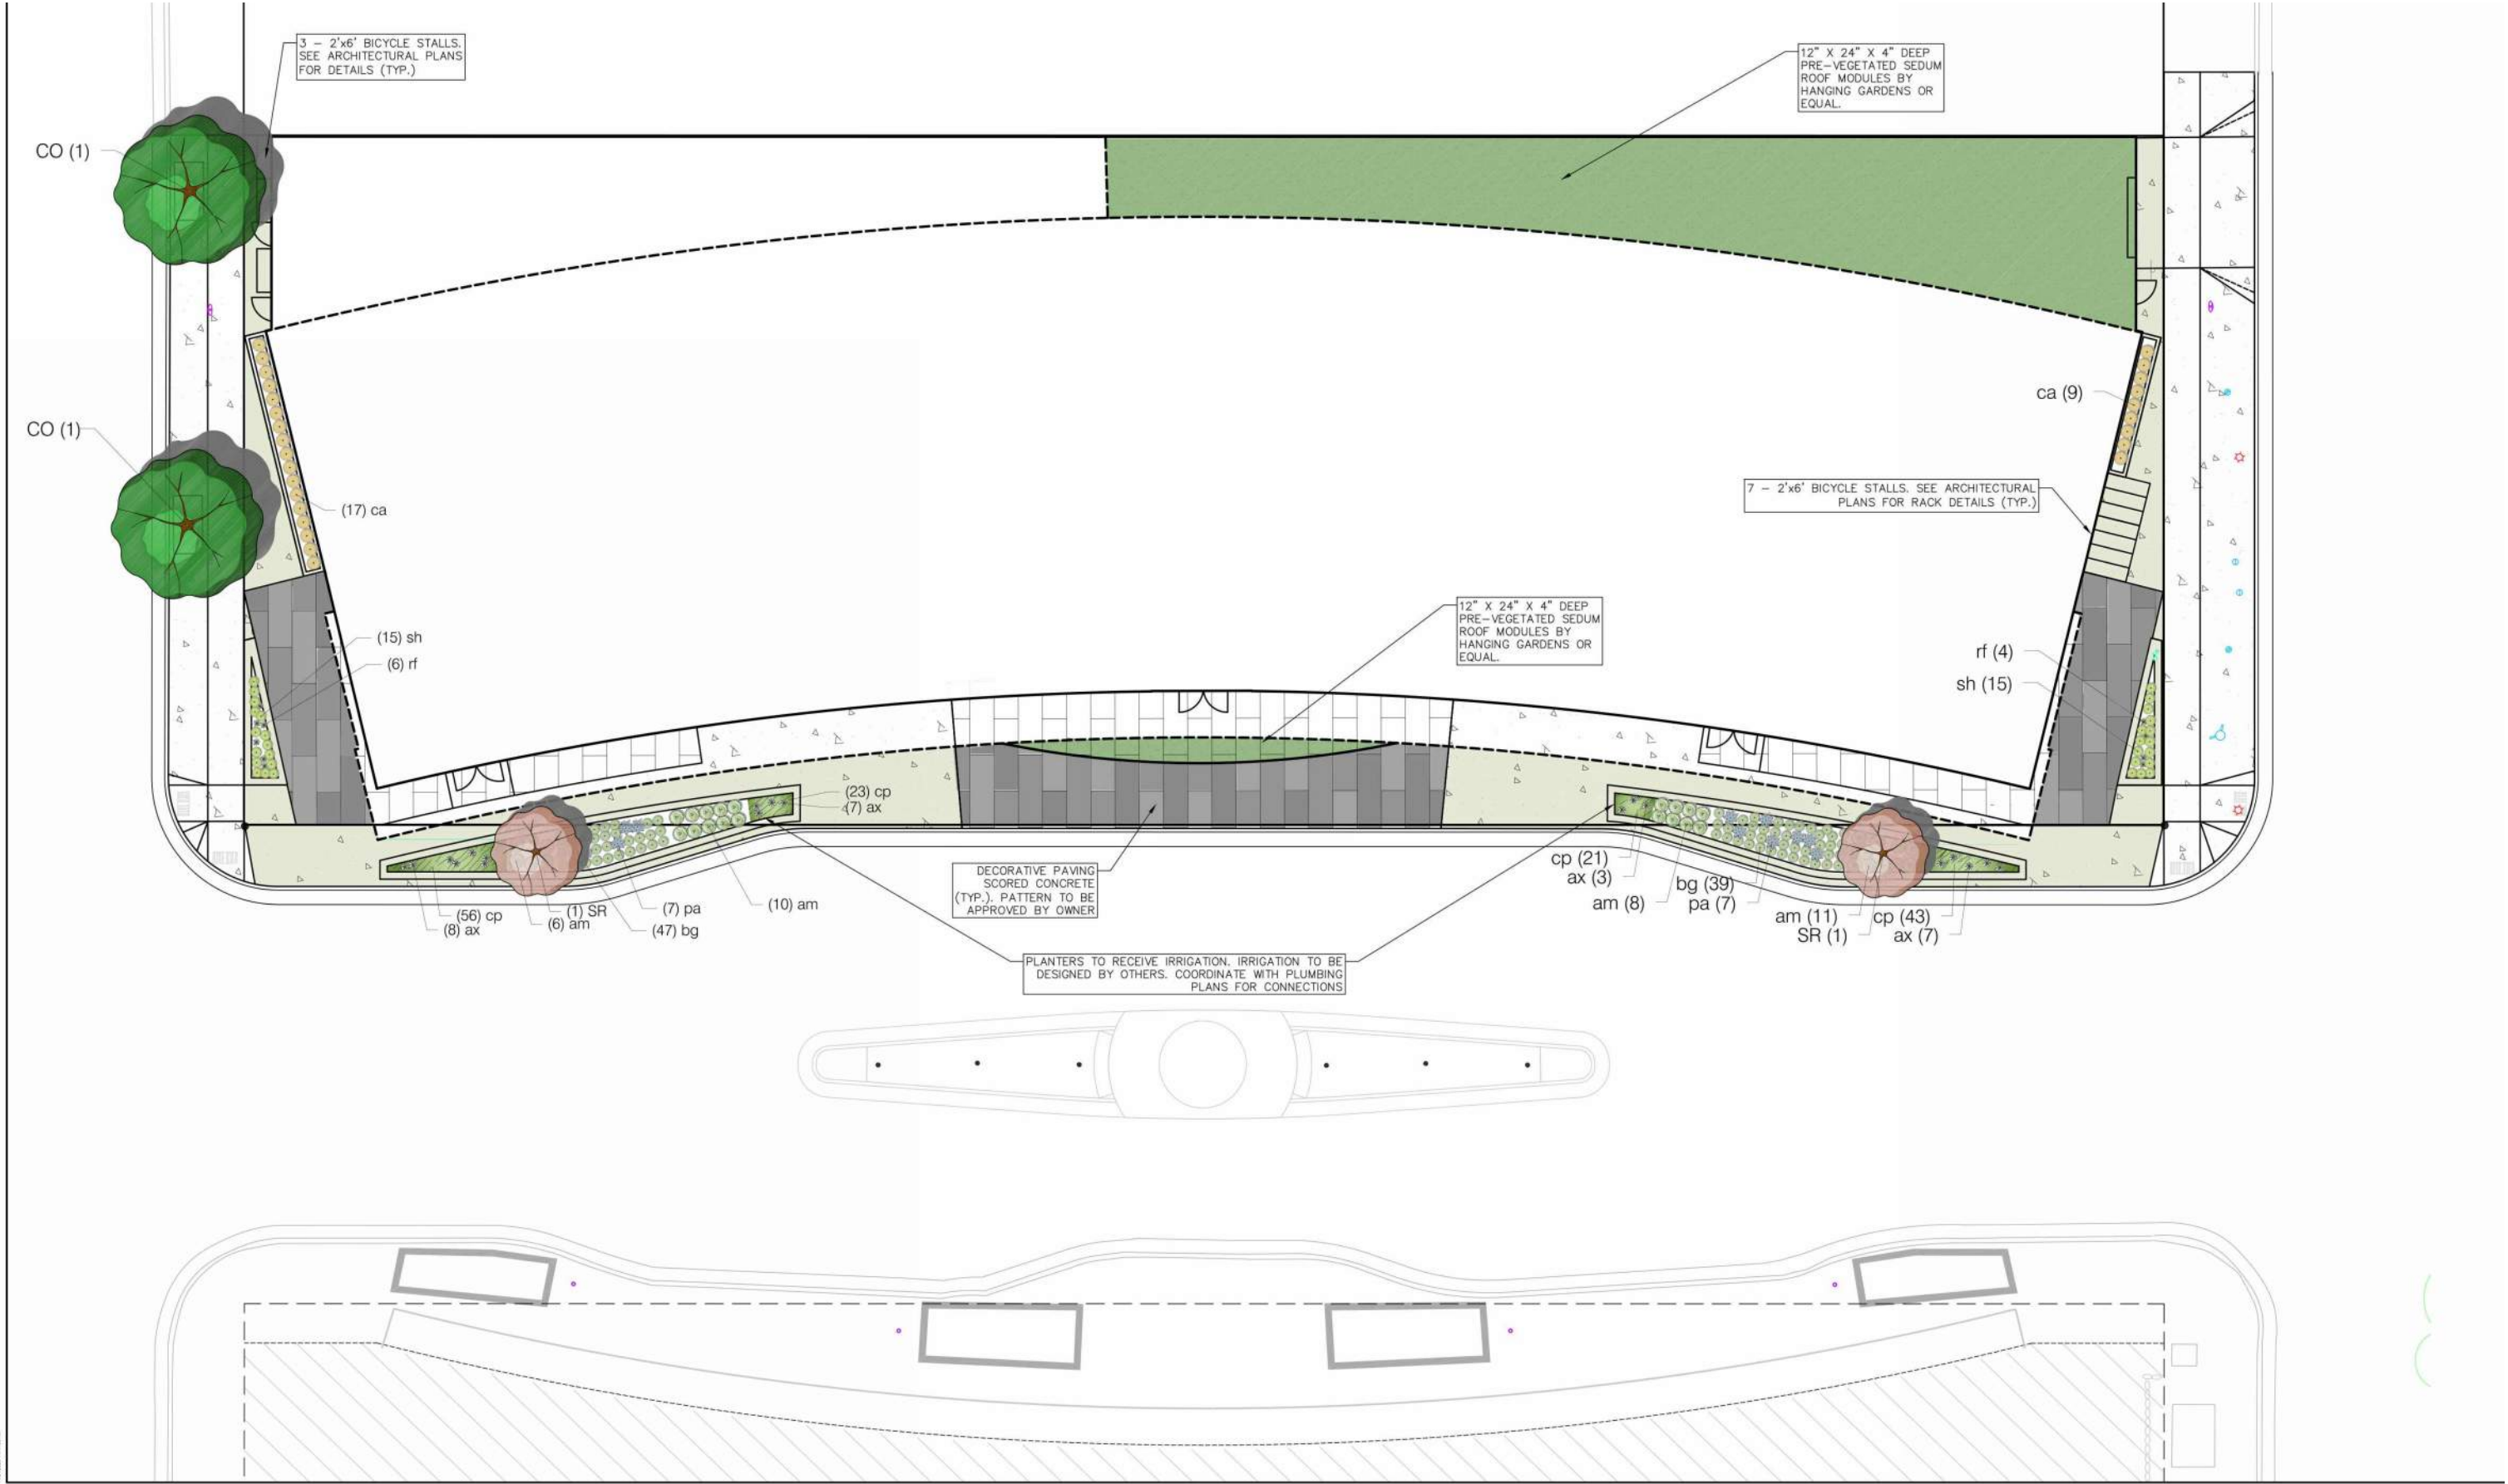 3 – 2'x6' BICYCLE STALLS.
SEE ARCHITECTURAL PLANS
FOR DETAILS (TYP.)
12" X 24" X 4" DEEP
PRE-VEGETATED SEDUM
ROOF MODULES BY
HANGING GARDENS OR
EQUAL.
CO (1)
CO (1)
ca (9)
(17) ca
7 – 2'x6' BICYCLE STALLS. SEE ARCHITECTURAL
PLANS FOR RACK DETAILS (TYP.)
12" X 24" X 4" DEEP
PRE-VEGETATED SEDUM
ROOF MODULES BY
HANGING GARDENS OR
EQUAL.
(15) sh
(6) rf
rf (4)
sh (15)
(23) cp
(7) ax
DECORATIVE PAVING
SCORED CONCRETE
(TYP.). PATTERN TO BE
APPROVED BY OWNER
cp (21)
ax (3)
am (8)
bg (39)
pa (7)
am (11)
SR (1)
cp (43)
ax (7)
(56) cp
(8) ax
(1) SR
(6) am
(7) pa
(47) bg
(10) am
PLANTERS TO RECEIVE IRRIGATION. IRRIGATION TO BE
DESIGNED BY OTHERS. COORDINATE WITH PLUMBING
PLANS FOR CONNECTIONS